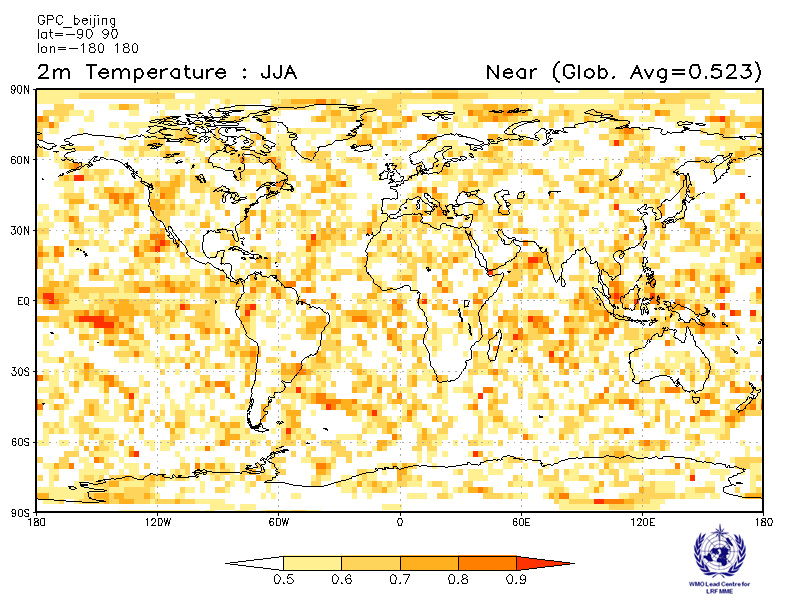 GPC_beijing
lat=−90 90
lon=−180 180
2m Temperature : JJA
Near (Glob. Avg=0.523)
90N
60N
30N
EQ
30S
60S
90S
180 120W 60W 0 60E 120E 180
0.5 0.6 0.7 0.8 0.9
WMO Lead Centre for
LRF MME